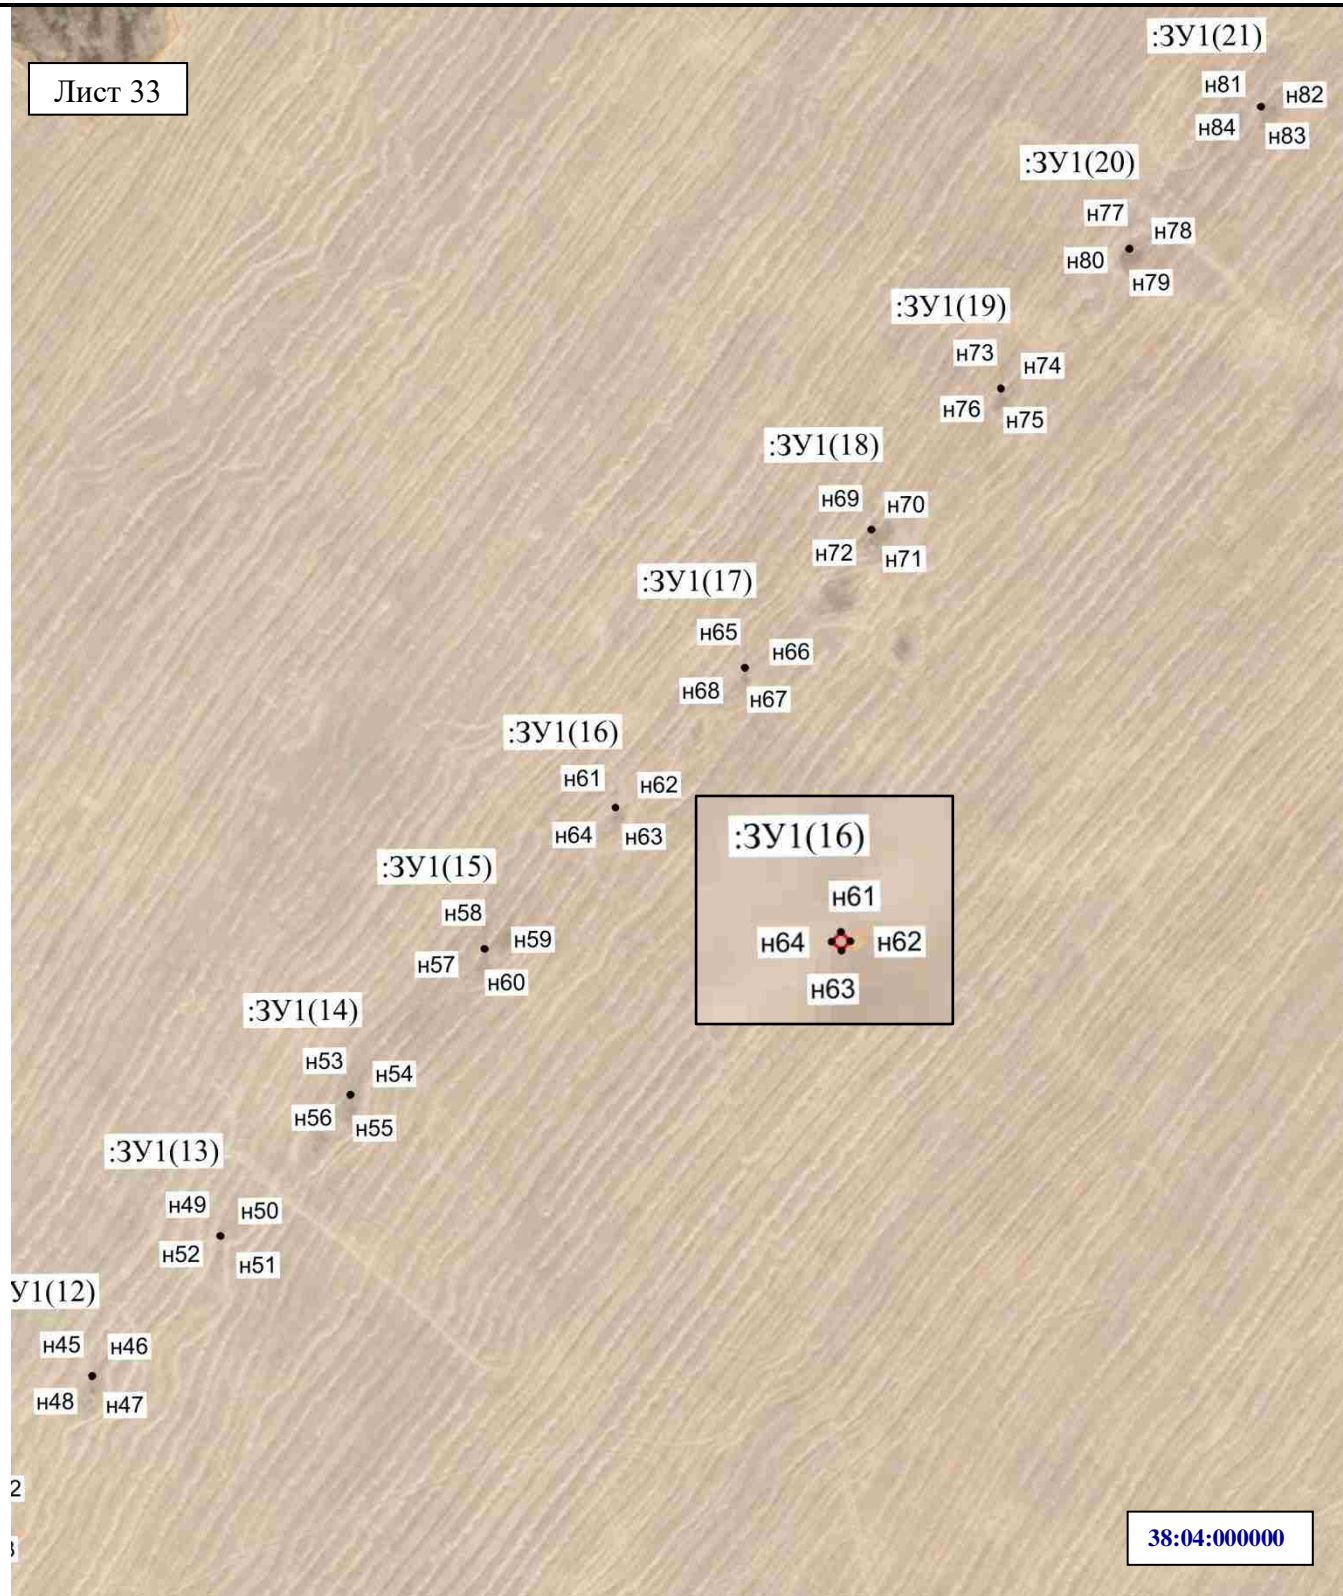 :ЗУ1(21)
Лист 33
н81
н82
н84
н83
:ЗУ1(20)
н77
н78
н80
н79
:ЗУ1(19)
н73
н74
н76
н75
:ЗУ1(18)
н69
н70
н72
н71
:ЗУ1(17)
н65
н66
н68
н67
:ЗУ1(16)
н61
н62
н64
н63
:ЗУ1(16)
н61
н64
н62
н63
:ЗУ1(15)
н58
н59
н57
н60
:ЗУ1(14)
н53
н54
н56
н55
:ЗУ1(13)
н49
н50
н52
н51
У1(12)
н45
н46
н48
н47
2
38:04:000000